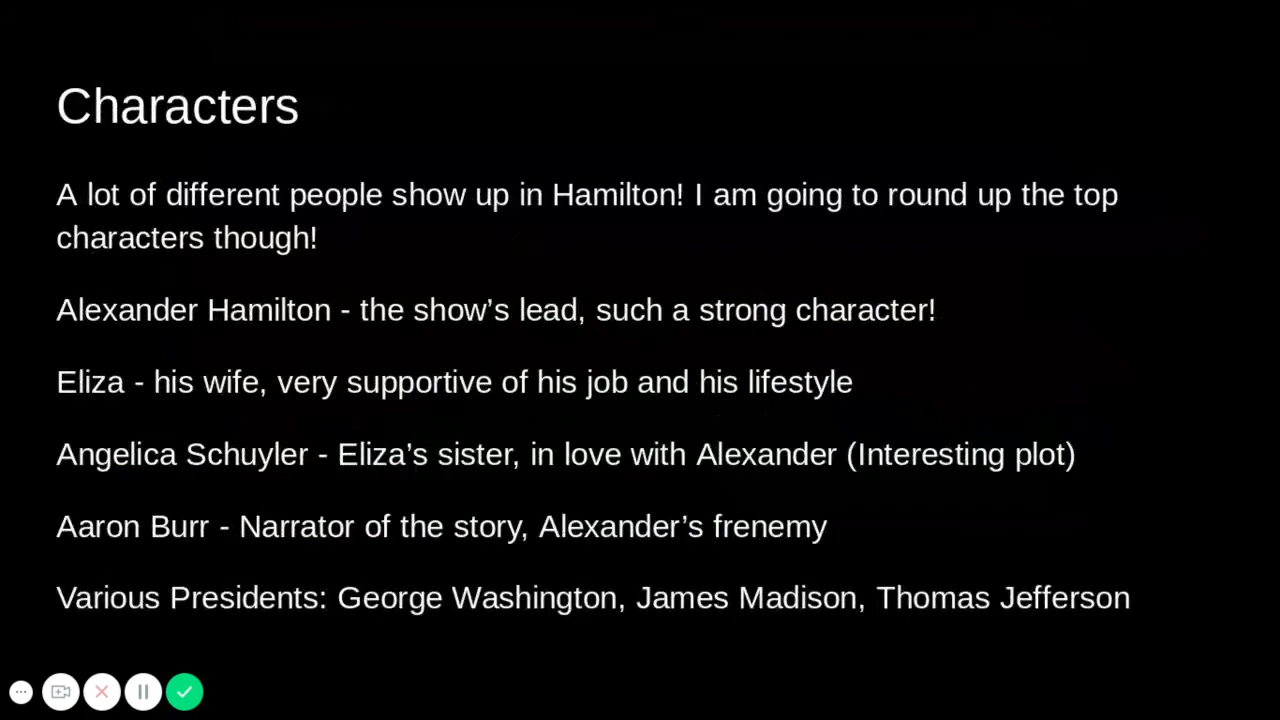 Characters
A lot of different people show up in Hamilton! I am going to round up the top
characters though!
Alexander Hamilton - the show’s lead, such a strong character!
Eliza - his wife, very supportive of his job and his lifestyle
Angelica Schuyler - Eliza’s sister, in love with Alexander (Interesting plot)
Aaron Burr - Narrator of the story, Alexander’s frenemy
Various Presidents: George Washington, James Madison, Thomas Jefferson